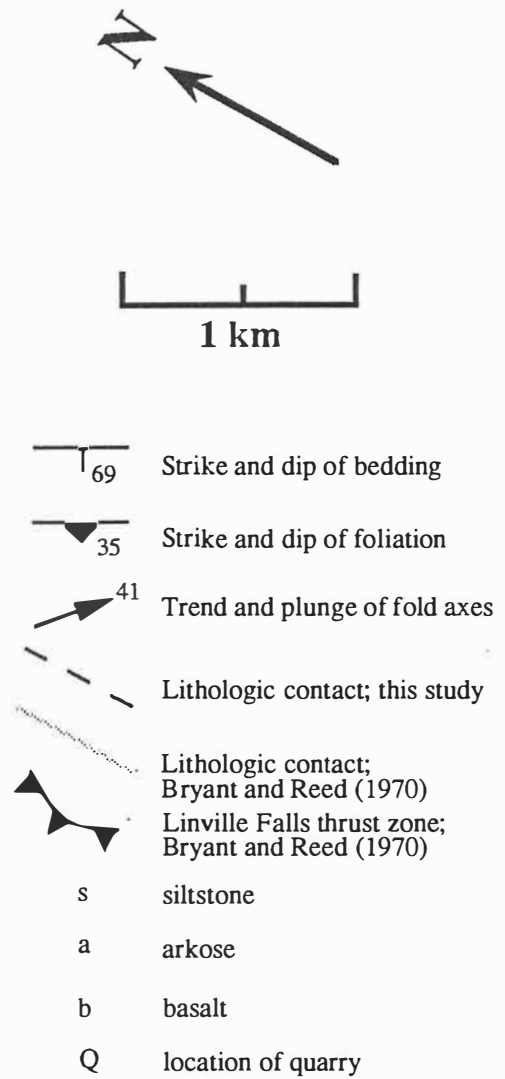 N
1 km
69 Strike and dip of bedding
35 Strike and dip of foliation
41 Trend and plunge of fold axes
Lithologic contact; this study
Lithologic contact;
Bryant and Reed (1970)
Linville Falls thrust zone;
Bryant and Reed (1970)
s siltstone
a arkose
b basalt
Q location of quarry